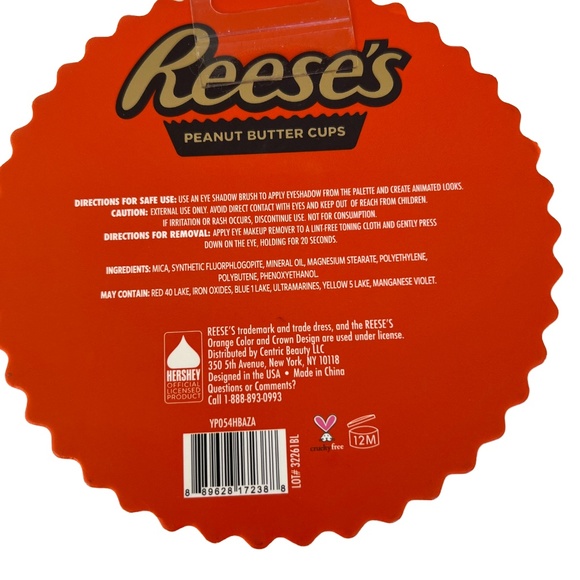 Reese's
PEANUT BUTTER CUPS
DIRECTIONS FOR SAFE USE: USE AN EYE SHADOW BRUSH TO APPLY EYESHADOW FROM THE PALETTE AND CREATE ANIMATED LOOKS.
CAUTION: EXTERNAL USE ONLY. AVOID DIRECT CONTACT WITH EYES AND KEEP OUT OF REACH FROM CHILDREN.
IF IRRITATION OR RASH OCCURS, DISCONTINUE USE. NOT FOR CONSUMPTION.
DIRECTIONS FOR REMOVAL: APPLY EYE MAKEUP REMOVER TO A LINT-FREE TONING CLOTH AND GENTLY PRESS
DOWN ON THE EYE, HOLDING FOR 20 SECONDS.
INGREDIENTS: MICA, SYNTHETIC FLUORPHLOGOPITE, MINERAL OIL, MAGNESIUM STEARATE, POLYETHYLENE,
POLYBUTENE, PHENOXYETHANOL.
MAY CONTAIN: RED 40 LAKE, IRON OXIDES, BLUE 1 LAKE, ULTRAMARINES, YELLOW 5 LAKE, MANGANESE VIOLET.
REESE'S trademark and trade dress, and the REESE'S
Orange Color and Crown Design are used under license.
Distributed by Centric Beauty LLC
350 5th Avenue, New York, NY 10118
Designed in the USA • Made in China
Questions or Comments?
Call 1-888-893-0993
HERSHEY
OFFICIAL
LICENSED
PRODUCT
YP054HBAZA
8 89628 17238 8
LOT# 32261BL
cruelty free
12M